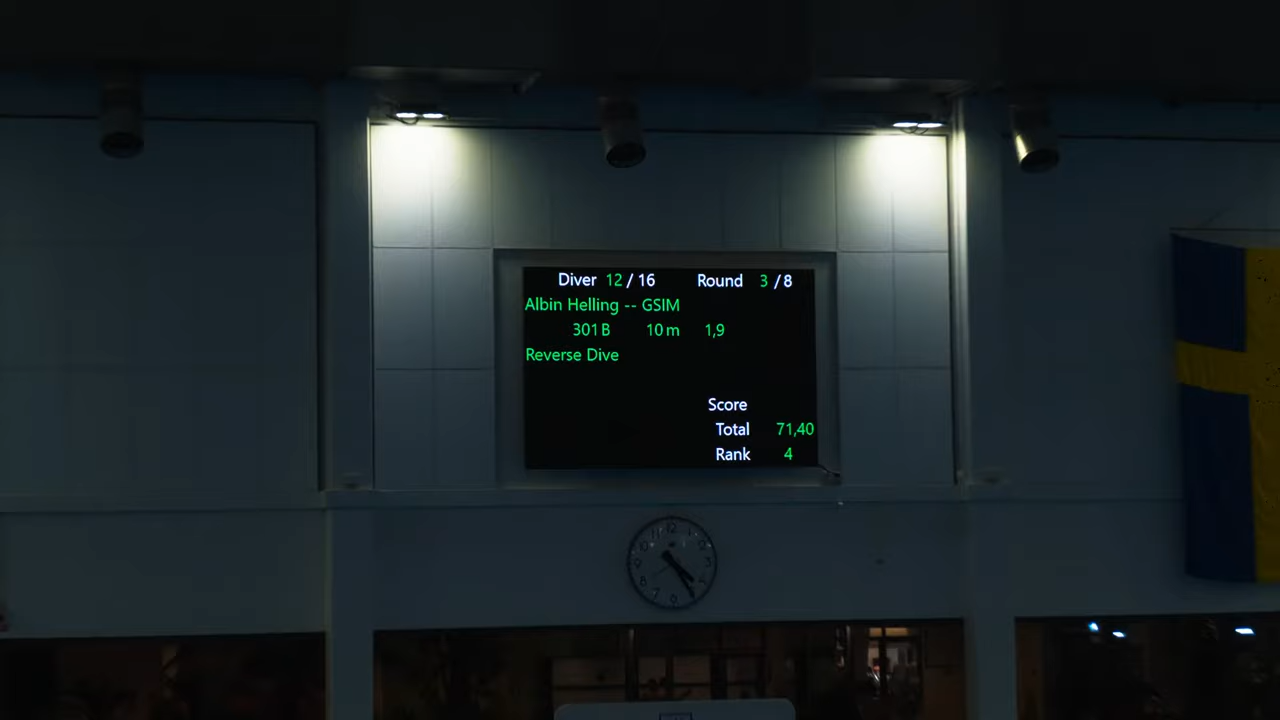 Diver 12 / 16 Round 3 / 8
Albin Helling -- GSIM
301 B 10 m 1,9
Reverse Dive
Score
Total 71,40
Rank 4